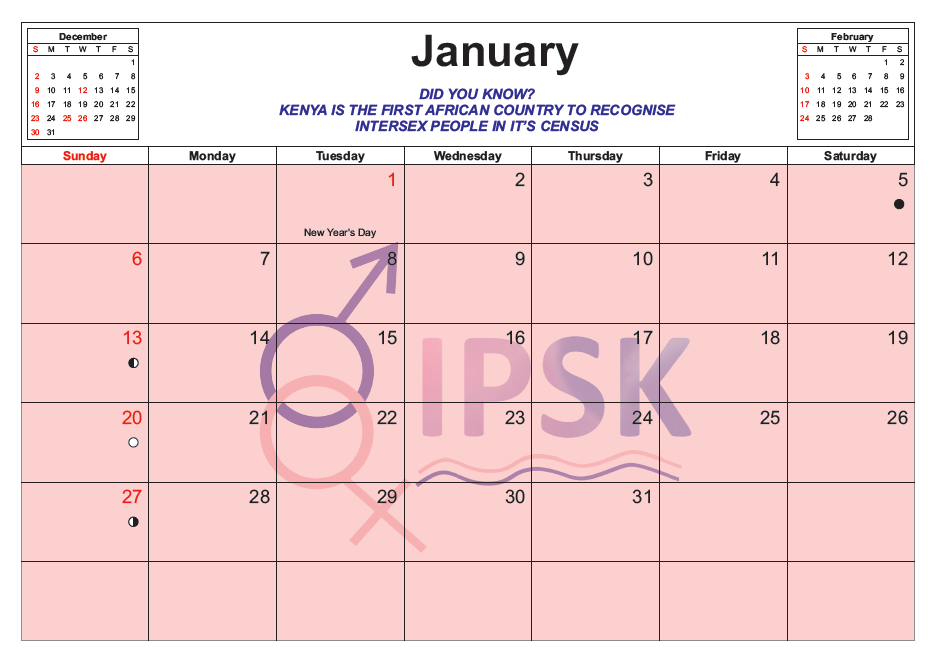 December
S M T W T F S
1
2 3 4 5 6 7 8
9 10 11 12 13 14 15
16 17 18 19 20 21 22
23 24 25 26 27 28 29
30 31
January
DID YOU KNOW?
KENYA IS THE FIRST AFRICAN COUNTRY TO RECOGNISE
INTERSEX PEOPLE IN IT'S CENSUS
February
S M T W T F S
1 2
3 4 5 6 7 8 9
10 11 12 13 14 15 16
17 18 19 20 21 22 23
24 25 26 27 28
Sunday Monday Tuesday Wednesday Thursday Friday Saturday
1 2 3 4 5
New Year's Day
6 7 8 9 10 11 12
13 14 15 16 17 18 19
IPSK
20 21 22 23 24 25 26
27 28 29 30 31